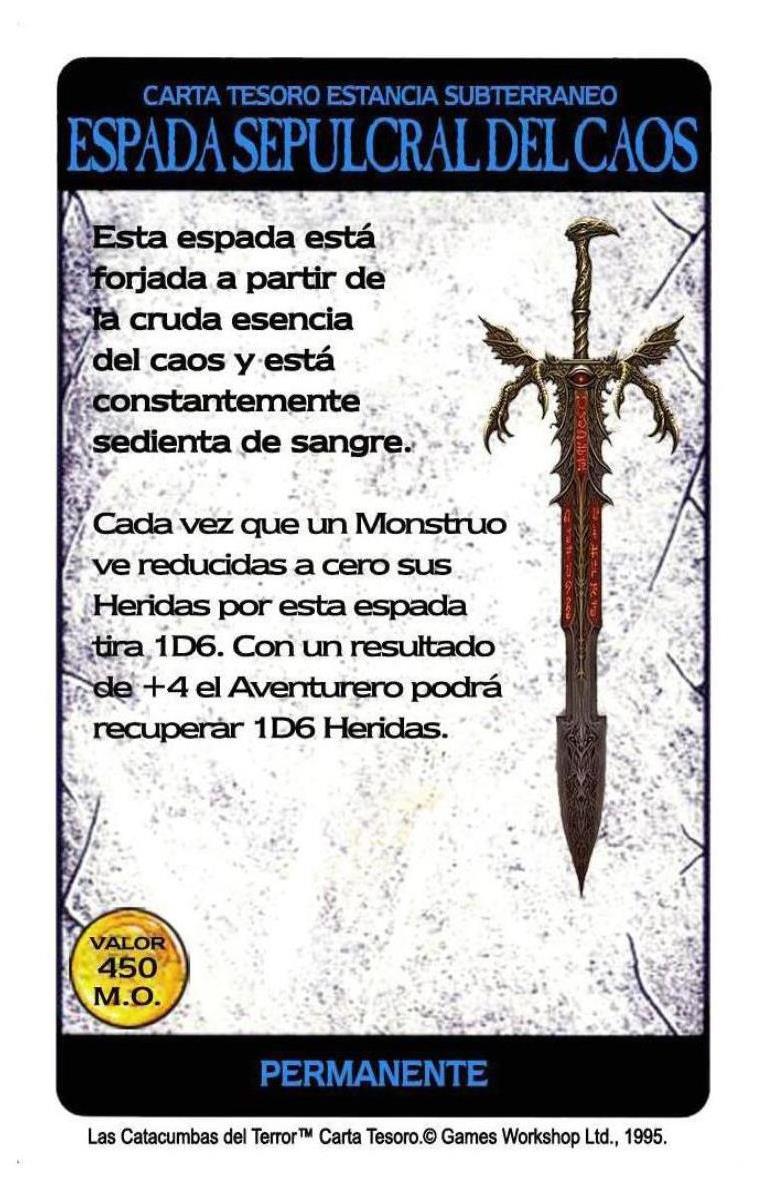 CARTA TESORO ESTANCIA SUBTERRANEO
ESPADA SEPULCRAL DEL CAOS
Esta espada está
forjada a partir de
la cruda esencia
del caos y está
constantemente
sedienta de sangre.
Cada vez que un Monstruo
ve reducidas a cero sus
Heridas por esta espada
tira 1D6. Con un resultado
de +4 el Aventurero podrá
recuperar 1D6 Heridas.
VALOR
450
M.O.
PERMANENTE
Las Catacumbas del Terror™ Carta Tesoro.© Games Workshop Ltd., 1995.